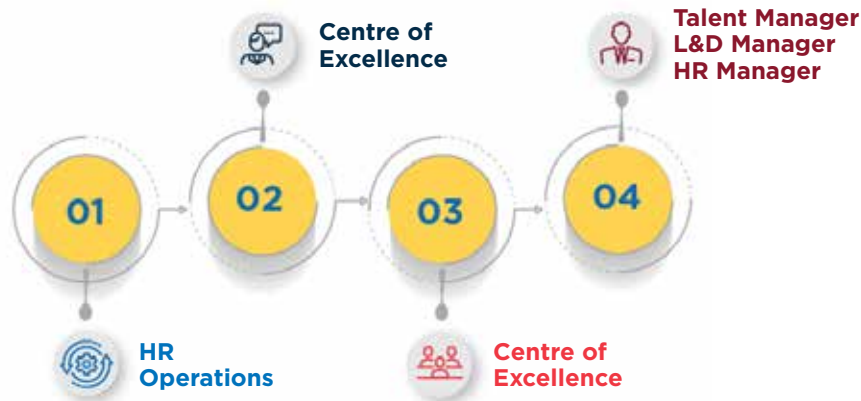 Centre of
Excellence
Talent Manager
L&D Manager
HR Manager
01
02
03
04
HR
Operations
Centre of
Excellence